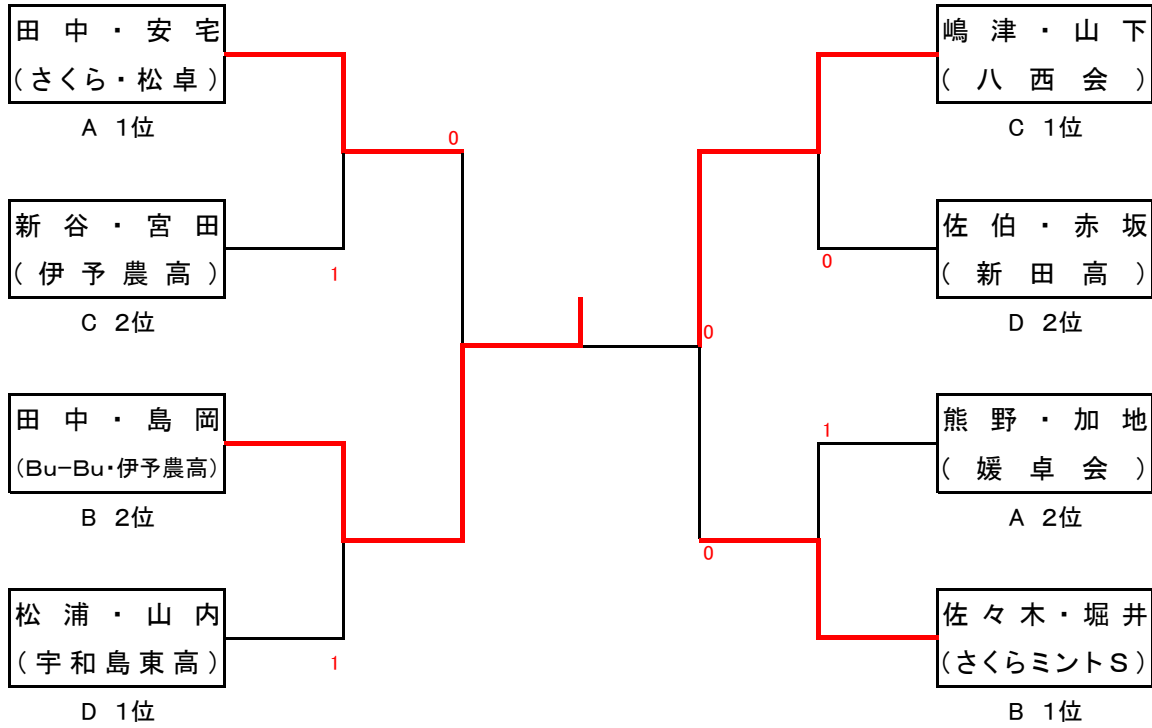 田中・安宅
(さくら・松卓)
A 1位
新谷・宮田
(伊予農高)
C 2位
田中・島岡
(Bu-Bu・伊予農高)
B 2位
松浦・山内
(宇和島東高)
D 1位
0
1
1
0
0
0
1
嶋津・山下
(八西会)
C 1位
佐伯・赤坂
(新田高)
D 2位
熊野・加地
(媛卓会)
A 2位
佐々木・堀井
(さくらミントS)
B 1位